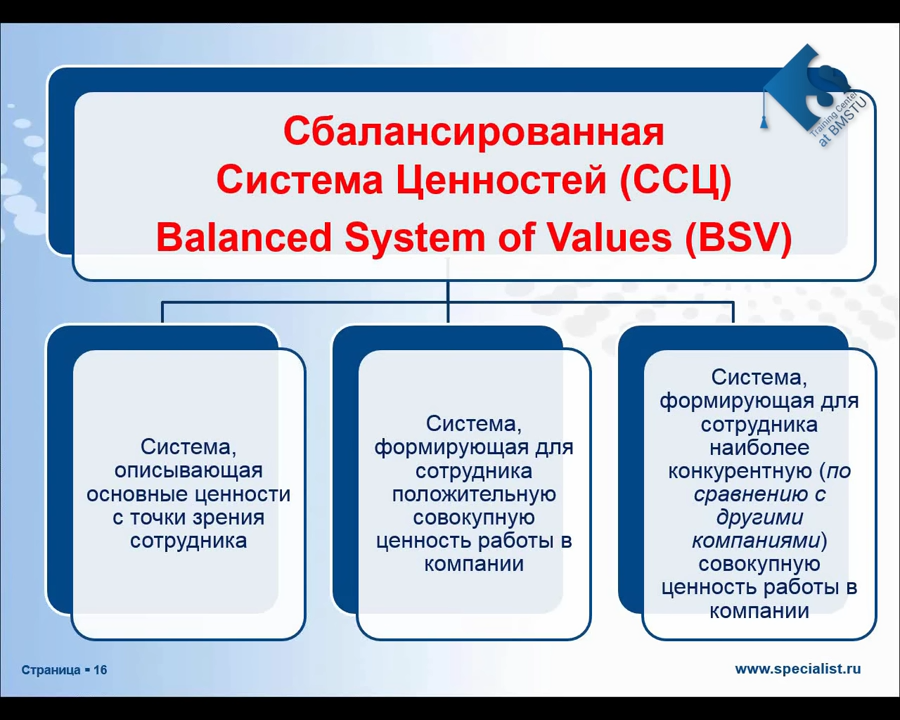 Training Center
at BMSTU
Сбалансированная
Система Ценностей (ССЦ)
Balanced System of Values (BSV)
Система,
описывающая
основные ценности
с точки зрения
сотрудника
Система,
формирующая для
сотрудника
положительную
совокупную
ценность работы в
компании
Система,
формирующая для
сотрудника
наиболее
конкурентную (по
сравнению с
другими
компаниями)
совокупную
ценность работы в
компании
Страница ▪ 16
www.specialist.ru